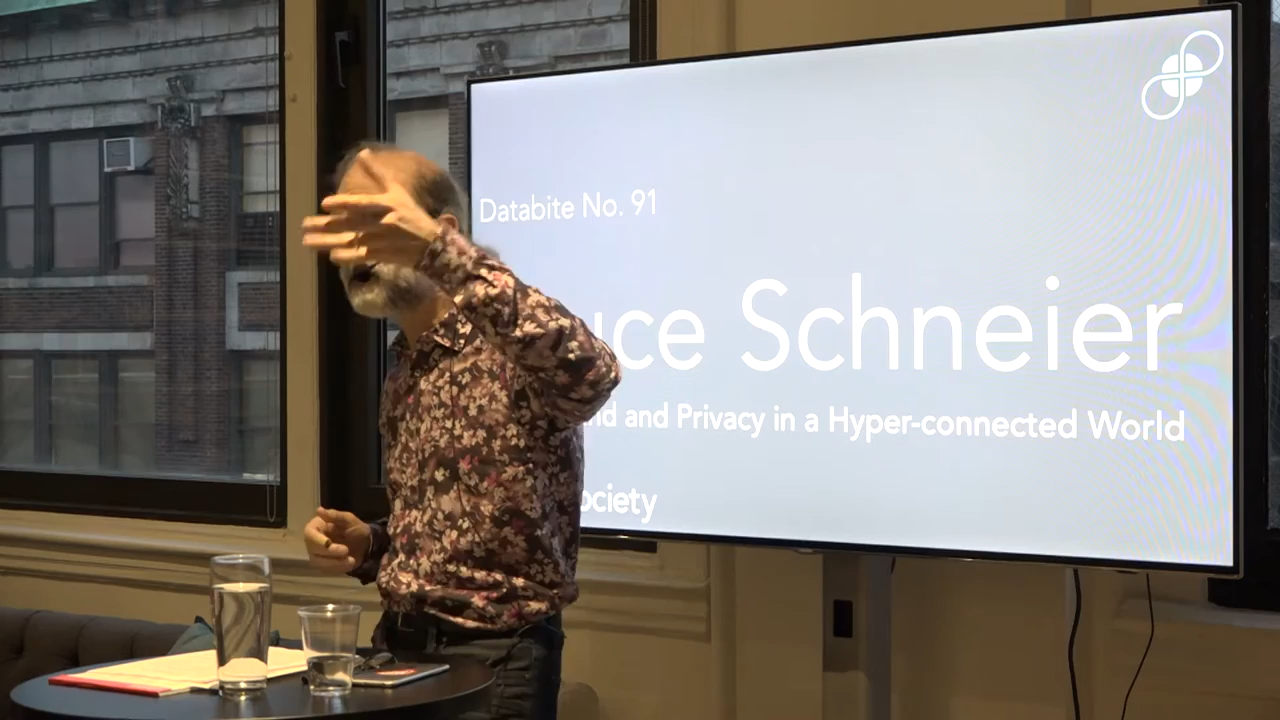 Databite No. 91
uce Schneier
nd and Privacy in a Hyper-connected World
ociety